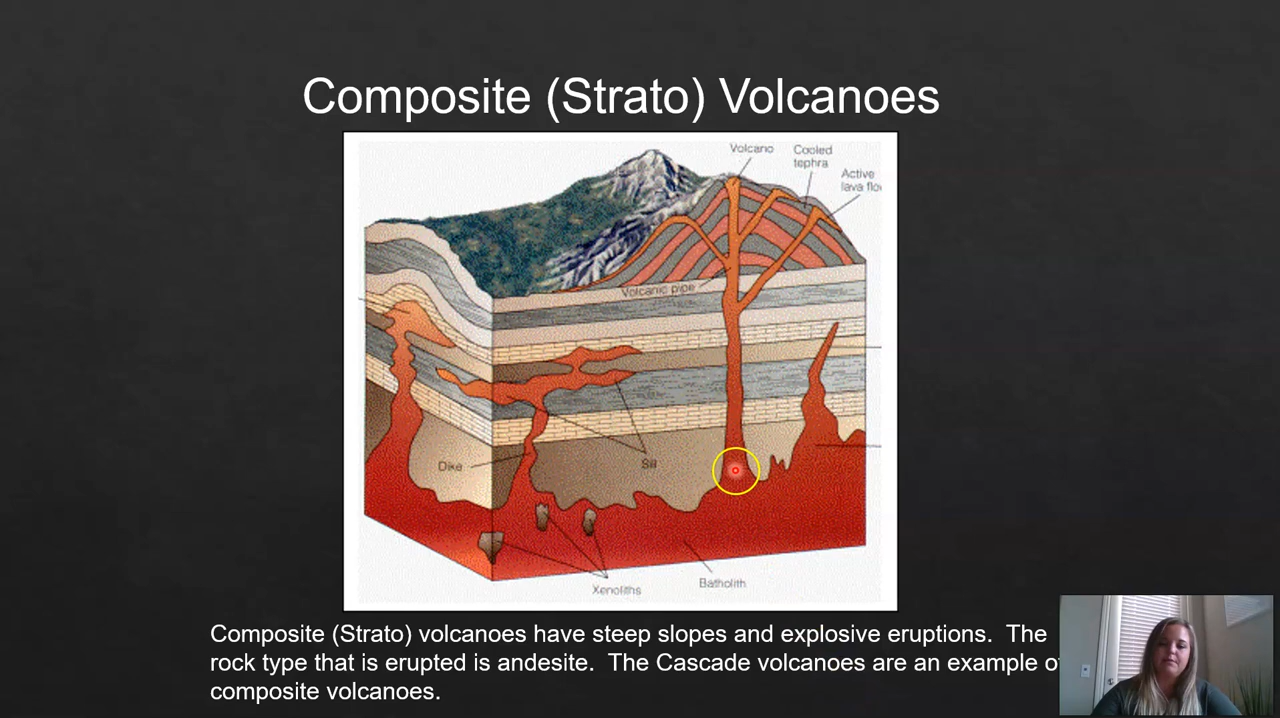 Composite (Strato) Volcanoes
Volcano
Cooled
tephra
Active
lava flo
Volcanic pipe
Dike
Sill
Xenoliths
Batholith
Composite (Strato) volcanoes have steep slopes and explosive eruptions. The
rock type that is erupted is andesite. The Cascade volcanoes are an example o
composite volcanoes.